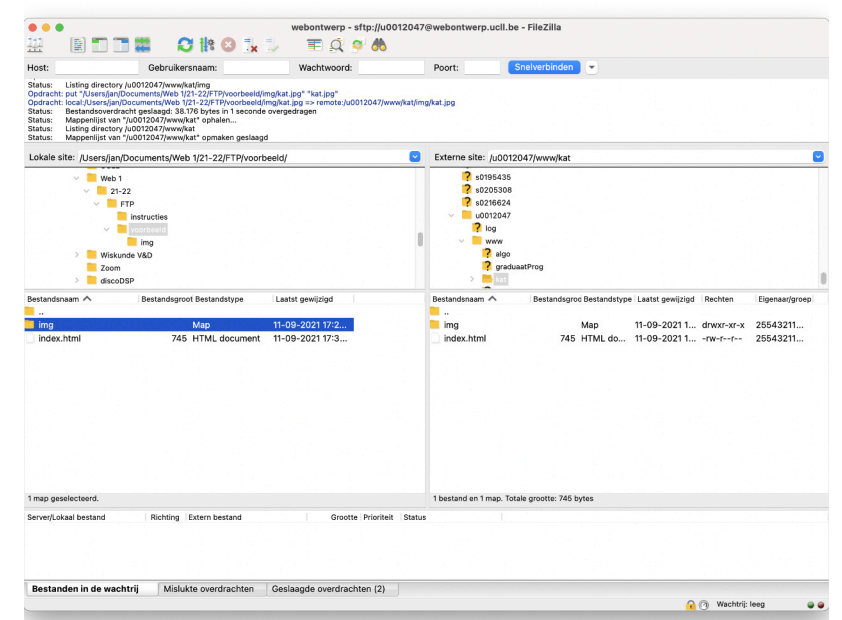 webontwerp - sftp://u0012047@webontwerp.ucll.be - FileZilla
Host: Gebruikersnaam: Wachtwoord: Poort: Snelverbinden
Status: Listing directory /u0012047/www/kat/img
Opdracht: put "/Users/jan/Documents/Web 1/21-22/FTP/voorbeeld/img/kat.jpg" "kat.jpg"
Opdracht: local:/Users/jan/Documents/Web 1/21-22/FTP/voorbeeld/img/kat.jpg => remote:/u0012047/www/kat/img/kat.jpg
Status: Bestandsoverdracht geslaagd: 38.176 bytes in 1 seconde overgedragen
Status: Mappenlijst van "/u0012047/www/kat" ophalen...
Status: Listing directory /u0012047/www/kat
Status: Mappenlijst van "/u0012047/www/kat" opmaken geslaagd
Lokale site: /Users/jan/Documents/Web 1/21-22/FTP/voorbeeld/
Web 1
21-22
FTP
instructies
voorbeeld
img
Wiskunde V&D
Zoom
discoDSP
Externe site: /u0012047/www/kat
s0195435
s0205308
s0216624
u0012047
log
www
algo
graduaatProg
kat
Bestandsnaam Bestandsgroot Bestandstype Laatst gewijzigd
..
img Map 11-09-2021 17:2...
index.html 745 HTML document 11-09-2021 17:3...
1 map geselecteerd.
Bestandsnaam Bestandsgroo Bestandstype Laatst gewijzigd Rechten Eigenaar/groep
..
img Map 11-09-2021 1... drwxr-xr-x 25543211...
index.html 745 HTML do... 11-09-2021 1... -rw-r--r-- 25543211...
1 bestand en 1 map. Totale grootte: 745 bytes
Server/Lokaal bestand Richting Extern bestand Grootte Prioriteit Status
Bestanden in de wachtrij Mislukte overdrachten Geslaagde overdrachten (2)
Wachtrij: leeg